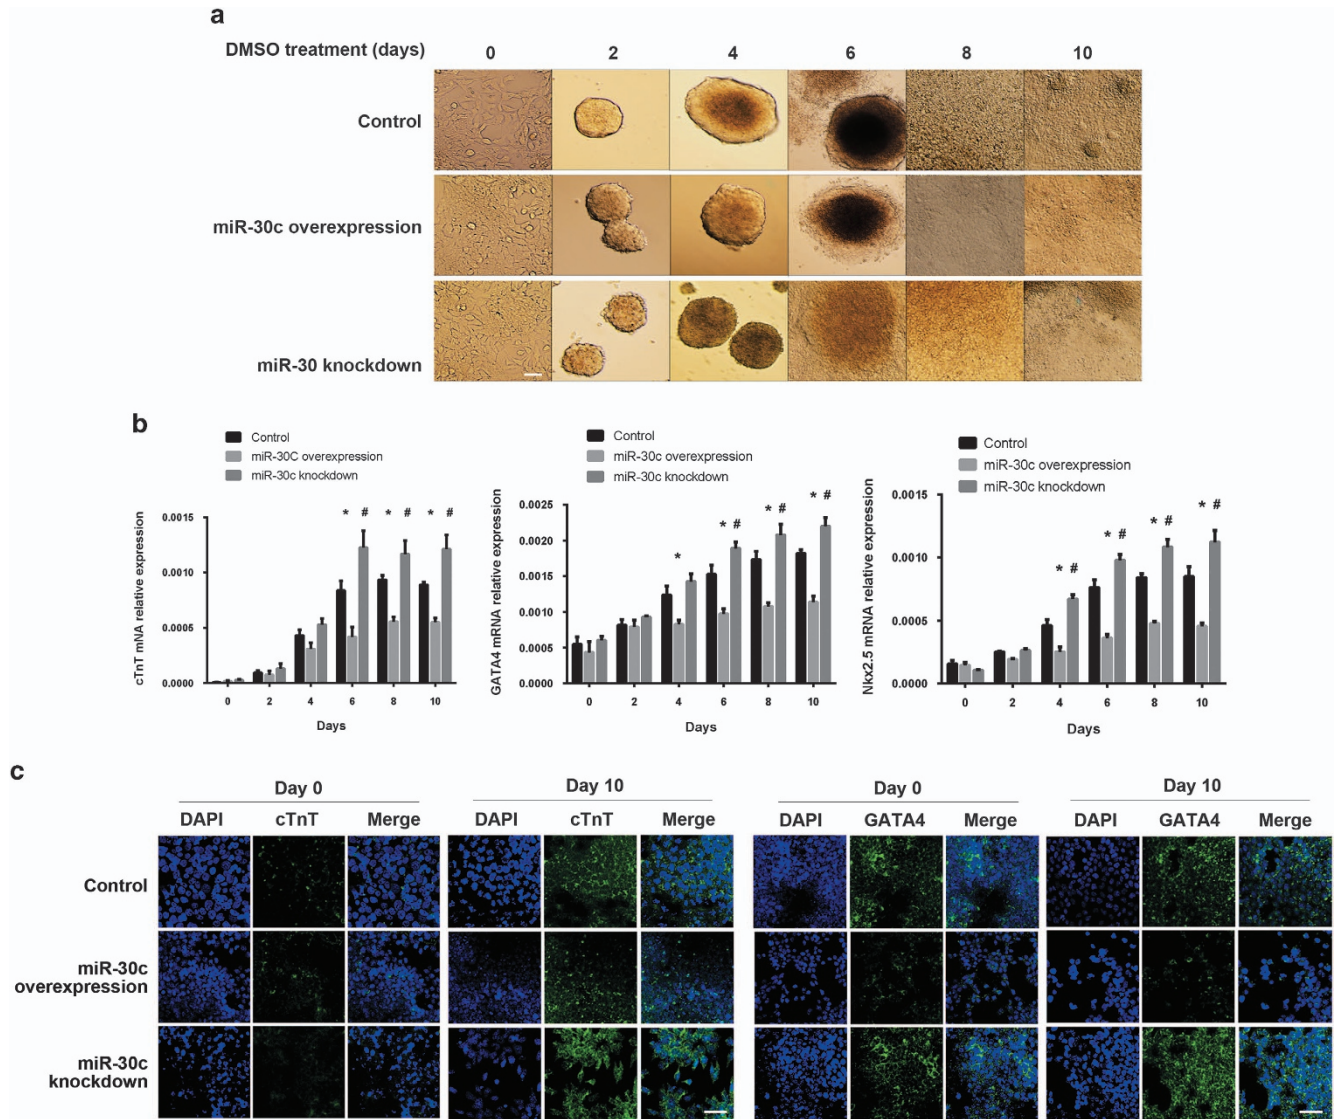 a
DMSO treatment (days) 0 2 4 6 8 10
Control
miR-30c overexpression
miR-30 knockdown
b
Control
miR-30C overexpression
miR-30c knockdown
cTnT mNA relative expression
0.0015
0.0010
0.0005
0.0000
* # * # * #
0 2 4 6 8 10
Days
Control
miR-30c overexpression
miR-30c knockdown
GATA4 mRNA relative expression
0.0025
0.0020
0.0015
0.0010
0.0005
0.0000
* * # * # * #
0 2 4 6 8 10
Days
Control
miR-30c overexpression
miR-30c knockdown
Nkx2.5 mRNA relative expression
0.0015
0.0010
0.0005
0.0000
* # * # * # * #
0 2 4 6 8 10
Days
c
Day 0 Day 10 Day 0 Day 10
DAPI cTnT Merge DAPI cTnT Merge DAPI GATA4 Merge DAPI GATA4 Merge
Control
miR-30c
overexpression
miR-30c
knockdown